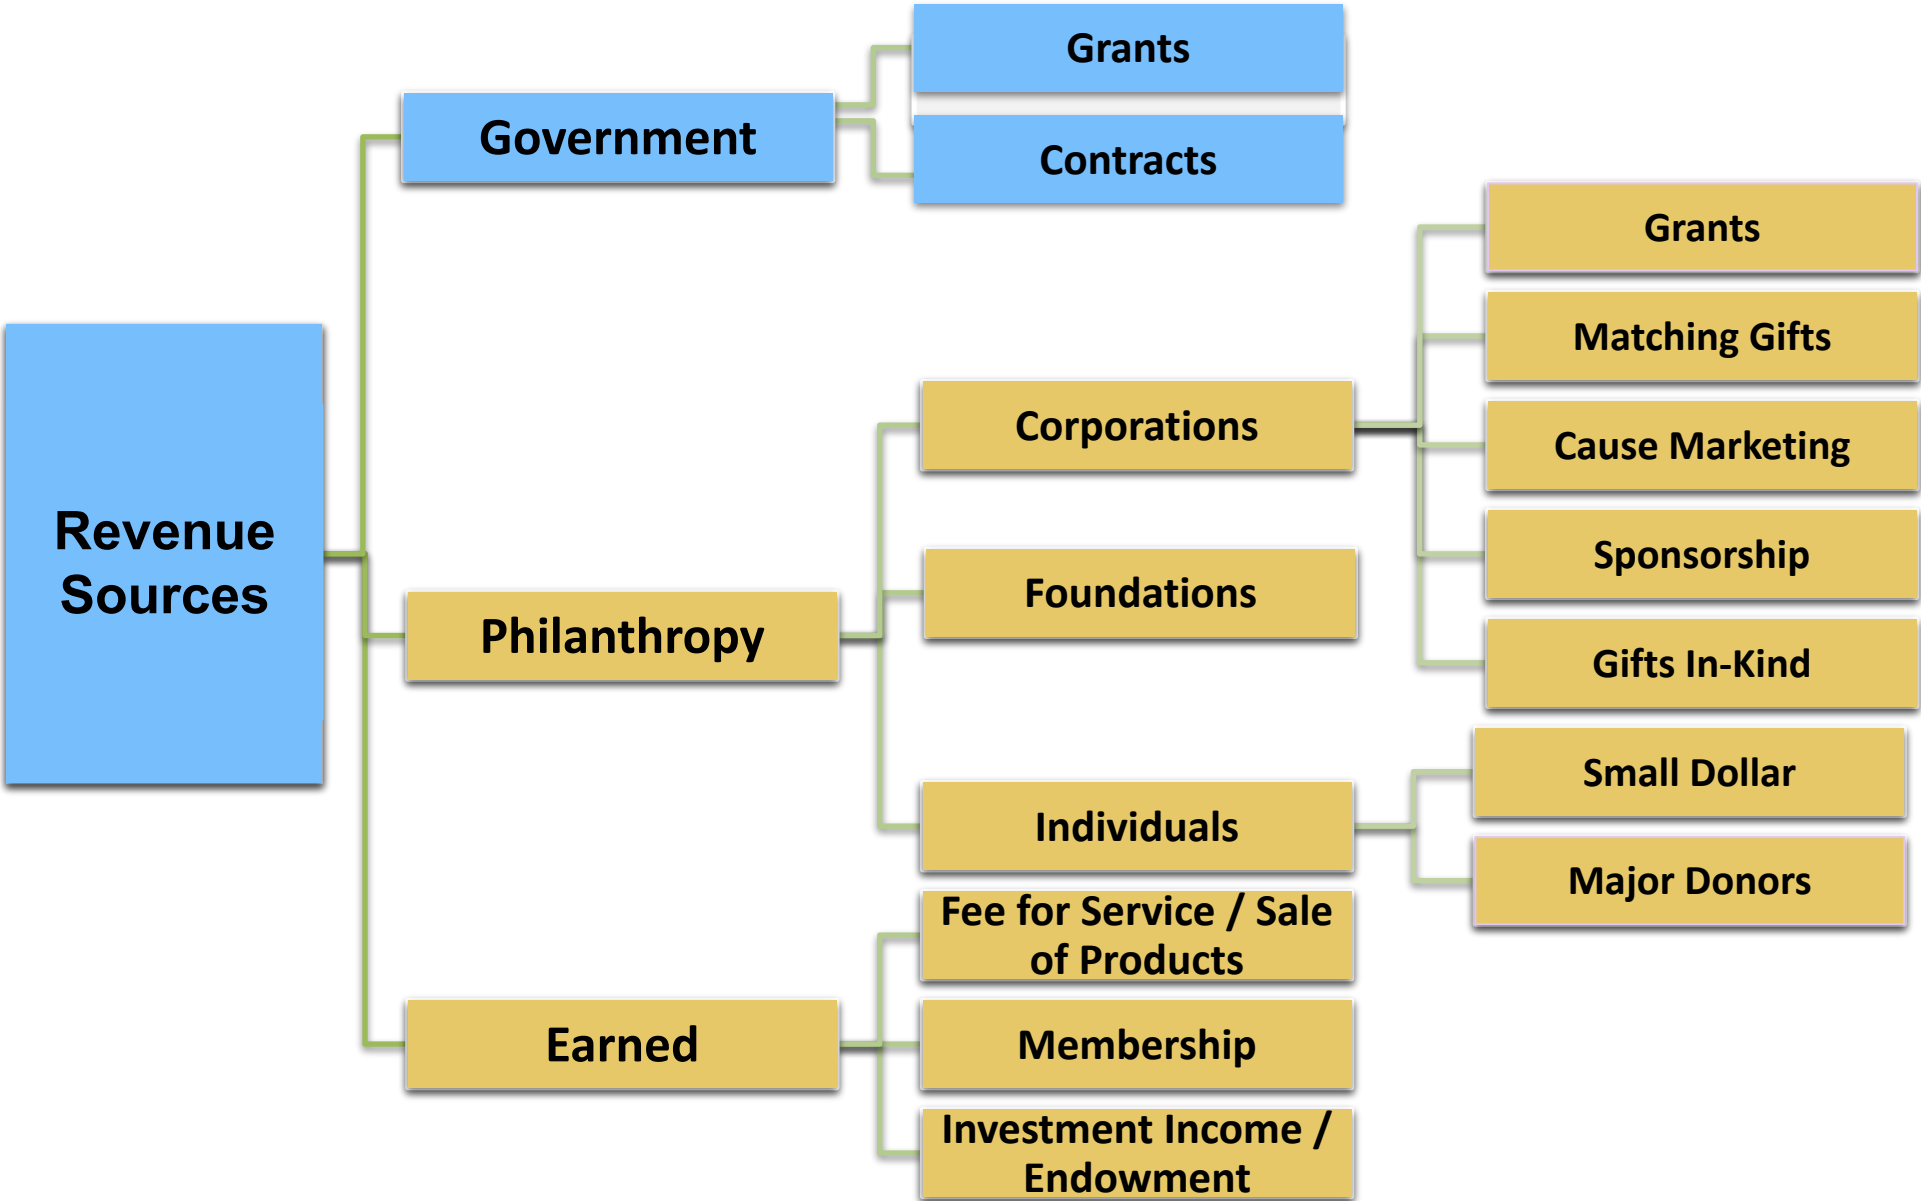 Grants
Government
Contracts
Grants
Matching Gifts
Corporations
Cause Marketing
Revenue
Sources
Sponsorship
Foundations
Philanthropy
Gifts In-Kind
Small Dollar
Individuals
Major Donors
Fee for Service / Sale
of Products
Earned
Membership
Investment Income /
Endowment